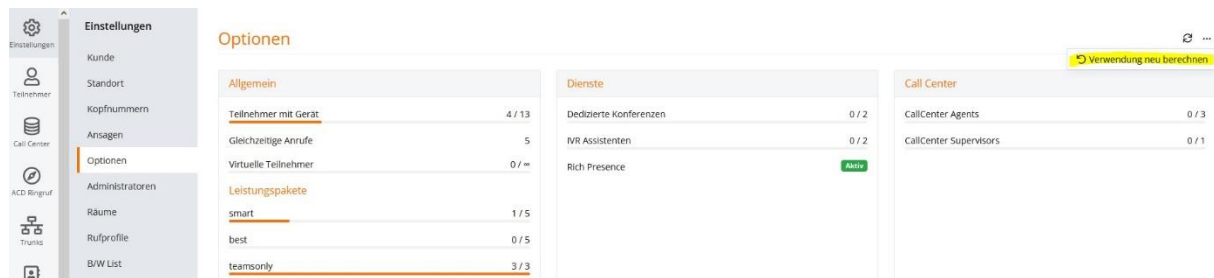 Einstellungen
Teilnehmer
Call Center
ACD Ringruf
Trunks
Einstellungen
Kunde
Standort
Kopfnummern
Ansagen
Optionen
Administratoren
Räume
Rufprofile
B/W List
Optionen
Verwendung neu berechnen
Allgemein
Teilnehmer mit Gerät 4 / 13
Gleichzeitige Anrufe 5
Virtuelle Teilnehmer 0 / ∞
Leistungspakete
smart 1 / 5
best 0 / 5
teamsonly 3 / 3
Dienste
Dedizierte Konferenzen 0 / 2
IVR Assistenten 0 / 2
Rich Presence Aktiv
Call Center
CallCenter Agents 0 / 3
CallCenter Supervisors 0 / 1